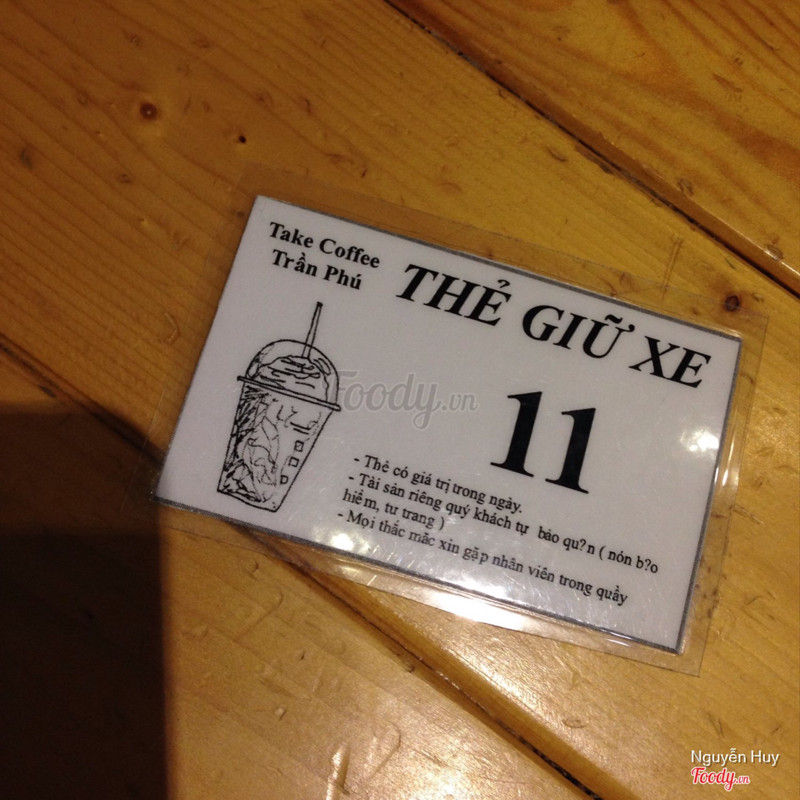 Take Coffee
Trần Phú
THẺ GIỮ XE
11
- Thẻ có giá trị trong ngày.
- Tài sản riêng quý khách tự bảo qu?n ( nón b?o
hiểm, tư trang )
- Mọi thắc mắc xin gặp nhân viên trong quầy
Foody.vn
Nguyễn Huy
Foody.vn